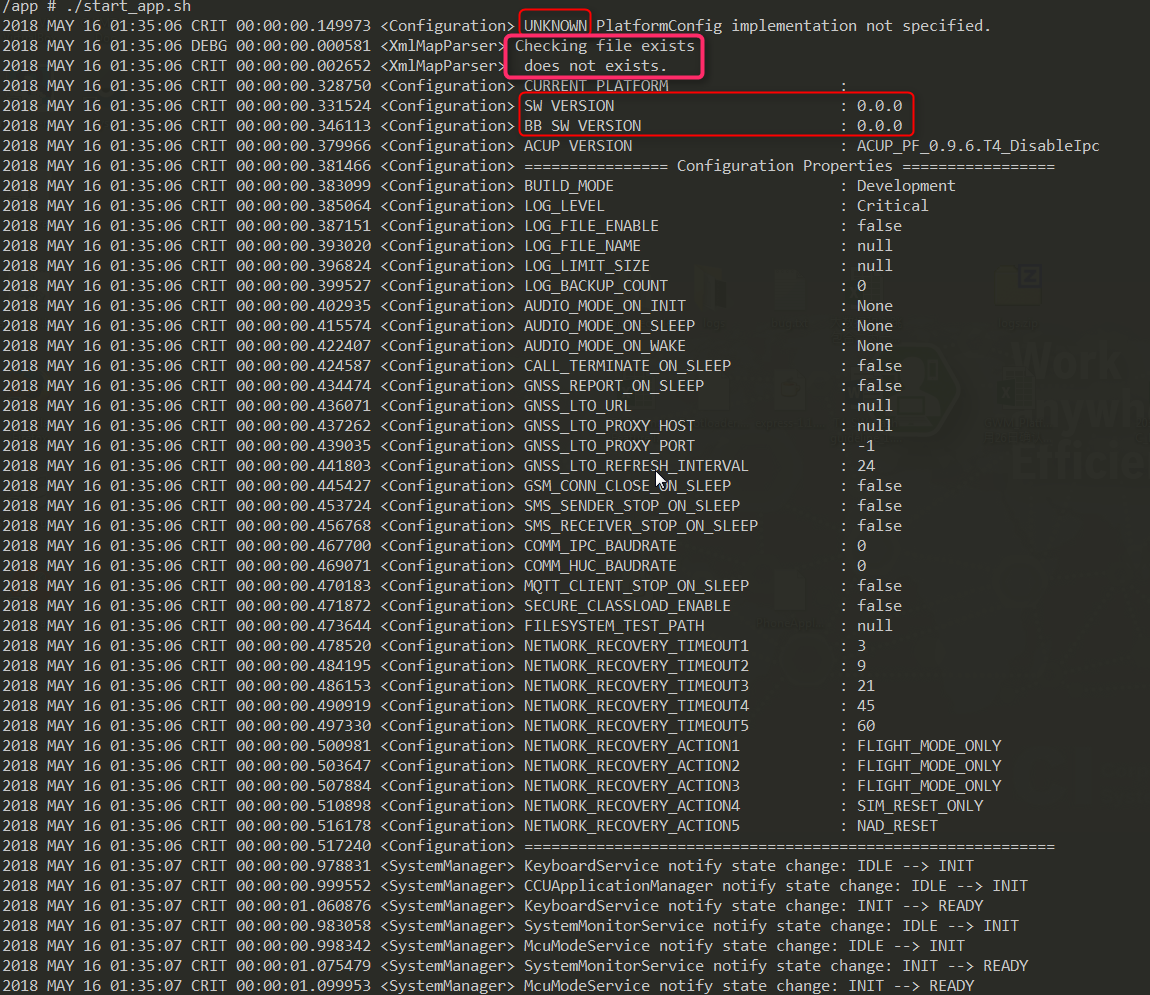 /app # ./start_app.sh
2018 MAY 16 01:35:06 CRIT 00:00:00.149973 <Configuration> UNKNOWN PlatformConfig implementation not specified.
2018 MAY 16 01:35:06 DEBG 00:00:00.000581 <XmlMapParser> Checking file exists
2018 MAY 16 01:35:06 CRIT 00:00:00.002652 <XmlMapParser> does not exists.
2018 MAY 16 01:35:06 CRIT 00:00:00.328750 <Configuration> CURRENT PLATFORM :
2018 MAY 16 01:35:06 CRIT 00:00:00.331524 <Configuration> SW VERSION : 0.0.0
2018 MAY 16 01:35:06 CRIT 00:00:00.346113 <Configuration> BB SW VERSION : 0.0.0
2018 MAY 16 01:35:06 CRIT 00:00:00.379966 <Configuration> ACUP VERSION : ACUP_PF_0.9.6.T4_DisableIpc
2018 MAY 16 01:35:06 CRIT 00:00:00.381466 <Configuration> ================ Configuration Properties =================
2018 MAY 16 01:35:06 CRIT 00:00:00.383099 <Configuration> BUILD_MODE : Development
2018 MAY 16 01:35:06 CRIT 00:00:00.385064 <Configuration> LOG_LEVEL : Critical
2018 MAY 16 01:35:06 CRIT 00:00:00.387151 <Configuration> LOG_FILE_ENABLE : false
2018 MAY 16 01:35:06 CRIT 00:00:00.393020 <Configuration> LOG_FILE_NAME : null
2018 MAY 16 01:35:06 CRIT 00:00:00.396824 <Configuration> LOG_LIMIT_SIZE : null
2018 MAY 16 01:35:06 CRIT 00:00:00.399527 <Configuration> LOG_BACKUP_COUNT : 0
2018 MAY 16 01:35:06 CRIT 00:00:00.402935 <Configuration> AUDIO_MODE_ON_INIT : None
2018 MAY 16 01:35:06 CRIT 00:00:00.415574 <Configuration> AUDIO_MODE_ON_SLEEP : None
2018 MAY 16 01:35:06 CRIT 00:00:00.422407 <Configuration> AUDIO_MODE_ON_WAKE : None
2018 MAY 16 01:35:06 CRIT 00:00:00.424587 <Configuration> CALL_TERMINATE_ON_SLEEP : false
2018 MAY 16 01:35:06 CRIT 00:00:00.434474 <Configuration> GNSS_REPORT_ON_SLEEP : false
2018 MAY 16 01:35:06 CRIT 00:00:00.436071 <Configuration> GNSS_LTO_URL : null
2018 MAY 16 01:35:06 CRIT 00:00:00.437262 <Configuration> GNSS_LTO_PROXY_HOST : null
2018 MAY 16 01:35:06 CRIT 00:00:00.439035 <Configuration> GNSS_LTO_PROXY_PORT : -1
2018 MAY 16 01:35:06 CRIT 00:00:00.441803 <Configuration> GNSS_LTO_REFRESH_INTERVAL : 24
2018 MAY 16 01:35:06 CRIT 00:00:00.445427 <Configuration> GSM_CONN_CLOSE_ON_SLEEP : false
2018 MAY 16 01:35:06 CRIT 00:00:00.453724 <Configuration> SMS_SENDER_STOP_ON_SLEEP : false
2018 MAY 16 01:35:06 CRIT 00:00:00.456768 <Configuration> SMS_RECEIVER_STOP_ON_SLEEP : false
2018 MAY 16 01:35:06 CRIT 00:00:00.467700 <Configuration> COMM_IPC_BAUDRATE : 0
2018 MAY 16 01:35:06 CRIT 00:00:00.469071 <Configuration> COMM_HUC_BAUDRATE : 0
2018 MAY 16 01:35:06 CRIT 00:00:00.470183 <Configuration> MQTT_CLIENT_STOP_ON_SLEEP : false
2018 MAY 16 01:35:06 CRIT 00:00:00.471872 <Configuration> SECURE_CLASSLOAD_ENABLE : false
2018 MAY 16 01:35:06 CRIT 00:00:00.473644 <Configuration> FILESYSTEM_TEST_PATH : null
2018 MAY 16 01:35:06 CRIT 00:00:00.478520 <Configuration> NETWORK_RECOVERY_TIMEOUT1 : 3
2018 MAY 16 01:35:06 CRIT 00:00:00.484195 <Configuration> NETWORK_RECOVERY_TIMEOUT2 : 9
2018 MAY 16 01:35:06 CRIT 00:00:00.486153 <Configuration> NETWORK_RECOVERY_TIMEOUT3 : 21
2018 MAY 16 01:35:06 CRIT 00:00:00.490919 <Configuration> NETWORK_RECOVERY_TIMEOUT4 : 45
2018 MAY 16 01:35:06 CRIT 00:00:00.497330 <Configuration> NETWORK_RECOVERY_TIMEOUT5 : 60
2018 MAY 16 01:35:06 CRIT 00:00:00.500981 <Configuration> NETWORK_RECOVERY_ACTION1 : FLIGHT_MODE_ONLY
2018 MAY 16 01:35:06 CRIT 00:00:00.503647 <Configuration> NETWORK_RECOVERY_ACTION2 : FLIGHT_MODE_ONLY
2018 MAY 16 01:35:06 CRIT 00:00:00.507884 <Configuration> NETWORK_RECOVERY_ACTION3 : FLIGHT_MODE_ONLY
2018 MAY 16 01:35:06 CRIT 00:00:00.510898 <Configuration> NETWORK_RECOVERY_ACTION4 : SIM_RESET_ONLY
2018 MAY 16 01:35:06 CRIT 00:00:00.516178 <Configuration> NETWORK_RECOVERY_ACTION5 : NAD_RESET
2018 MAY 16 01:35:06 CRIT 00:00:00.517240 <Configuration> ===========================================================
2018 MAY 16 01:35:07 CRIT 00:00:00.978831 <SystemManager> KeyboardService notify state change: IDLE --> INIT
2018 MAY 16 01:35:07 CRIT 00:00:00.999552 <SystemManager> CCUApplicationManager notify state change: IDLE --> INIT
2018 MAY 16 01:35:07 CRIT 00:00:01.060876 <SystemManager> KeyboardService notify state change: INIT --> READY
2018 MAY 16 01:35:07 CRIT 00:00:00.983058 <SystemManager> SystemMonitorService notify state change: IDLE --> INIT
2018 MAY 16 01:35:07 CRIT 00:00:00.998342 <SystemManager> McuModeService notify state change: IDLE --> INIT
2018 MAY 16 01:35:07 CRIT 00:00:01.075479 <SystemManager> SystemMonitorService notify state change: INIT --> READY
2018 MAY 16 01:35:07 CRIT 00:00:01.099953 <SystemManager> McuModeService notify state change: INIT --> READY
Work